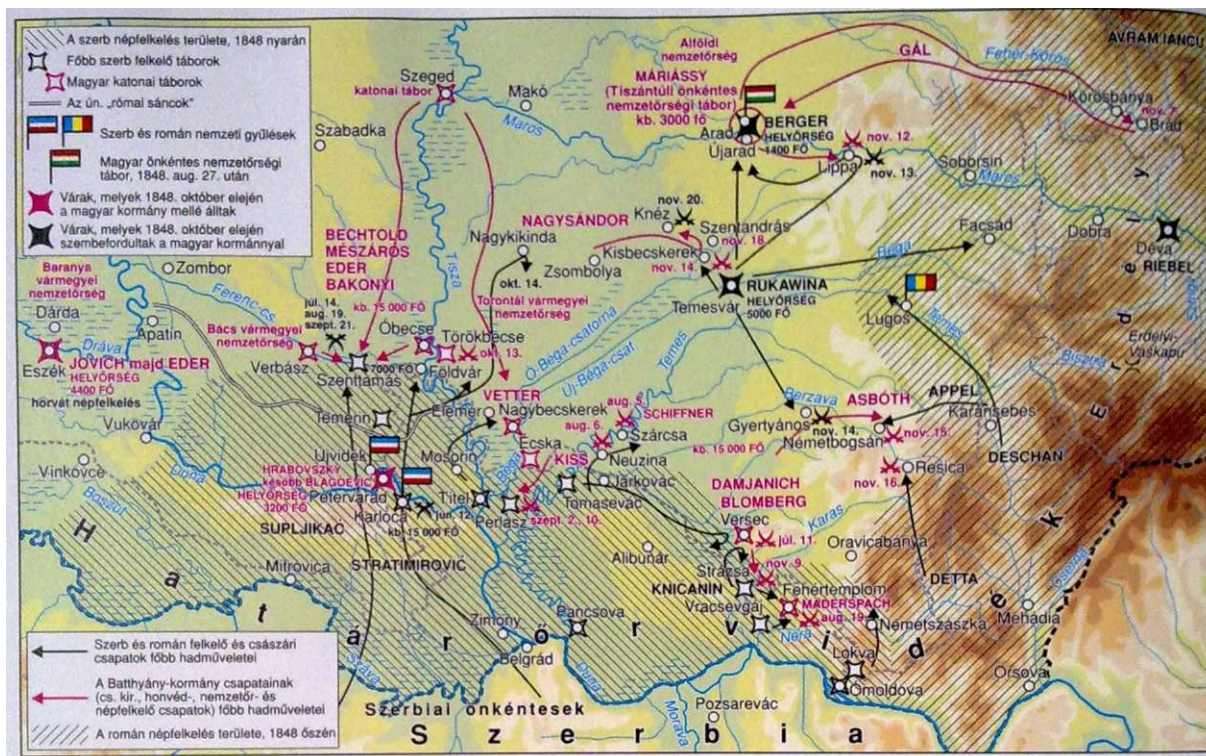 A szerb népfelkelés területe, 1848 nyarán
Főbb szerb felkelő táborok
Magyar katonai táborok
Az ún. „római sáncok"
Szerb és román nemzeti gyűlések
Magyar önkéntes nemzetőrségi
tábor, 1848. aug. 27. után
Várak, melyek 1848. október elején
a magyar kormány mellé álltak
Várak, melyek 1848. október elején
szembefordultak a magyar kormánnyal
Szeged
katonai tábor
Makó
Maros
Szabadka
Alföldi
nemzetőrség
MÁRIÁSSY
(Tiszántúli önkéntes
nemzetőrségi tábor)
kb. 3000 fő
GÁL
Fehér-Körös
AVRAM IANCU
Körösbánya
nov. 7.
Brád
Arad
Újarad
BERGER
HELYŐRSÉG
1400 FŐ
nov. 12.
Lippa
nov. 13.
Soborsin
Maros
Dobra
Déva
RIEBEL
Facsád
nov. 20.
Knéz
NAGYSÁNDOR
Szentandrás
nov. 18.
Kisbecskerek
nov. 14.
Zsombolya
Nagykikinda
okt. 14.
BECHTOLD
MÉSZÁROS
EDER
BAKONYI
kb. 15 000 FŐ
Tisza
Torontál vármegyei
nemzetőrség
Temesvár
RUKAWINA
HELYŐRSÉG
5000 FŐ
Béga
Lugos
Temes
Bisztra
Erdélyi-
Vaskapu
Baranya
vármegyei
nemzetőrség
Dárda
Dráva
Eszék
JOVICH majd EDER
HELYŐRSÉG
4400 FŐ
horvát népfelkelés
Zombor
Apatin
Ferenc-cs.
Bács vármegyei
nemzetőrség
júl. 14.
aug. 19.
szept. 21.
Verbász
Szenttamás
Óbecse
7000 FŐ
Törökbecse
okt. 13.
Földvár
Ó-Béga-csatorna
Új-Béga-csat
Temes
Vukovár
Vinkovce
Boszut
Duna
Temerin
Elemér
VETTER
Nagybecskerek
Ecska
KISS
Béga
aug. 5.
aug. 6.
SCHIFFNER
Szárcsa
Neuzina
Járkovác
Tomasevác
Berzava
Gyertyános
nov. 14.
kb. 15 000 FŐ
ASBÓTH
APPEL
Németbogsán
nov. 15.
Karánsebes
DESCHAN
Resica
nov. 16.
Újvidék
HRABOVSZKY
később BLAGOEVIC
HELYŐRSÉG
3200 FŐ
Pétervárad
Karlóca
jún. 12.
kb. 15 000 FŐ
Mosorin
Titel
Perlasz
szept. 2., 10.
SUPLJIKAC
STRATIMIROVIĆ
Mitrovica
Alibunár
DAMJANICH
BLOMBERG
Versec
júl. 11.
Karas
Oravicabánya
Strázsa
nov. 9.
KNICANIN
Vracsevgáj
Fehértemplom
MADERSPACH
aug. 19.
Néra
DETTA
Németszászka
Mehádia
Cserna
Lokva
Ómoldova
Orsova
Zimony
Belgrád
Pancsova
Száva
Duna
Morava
Pozsarevác
Szerbiai önkéntesek
Szerbia
Határőrvidék
Erdély
Szerb és román felkelő és császári
csapatok főbb hadműveletei
A Batthyány-kormány csapatainak
(cs. kir., honvéd-, nemzetőr- és
népfelkelő csapatok) főbb hadműveletei
A román népfelkelés területe, 1848 őszén